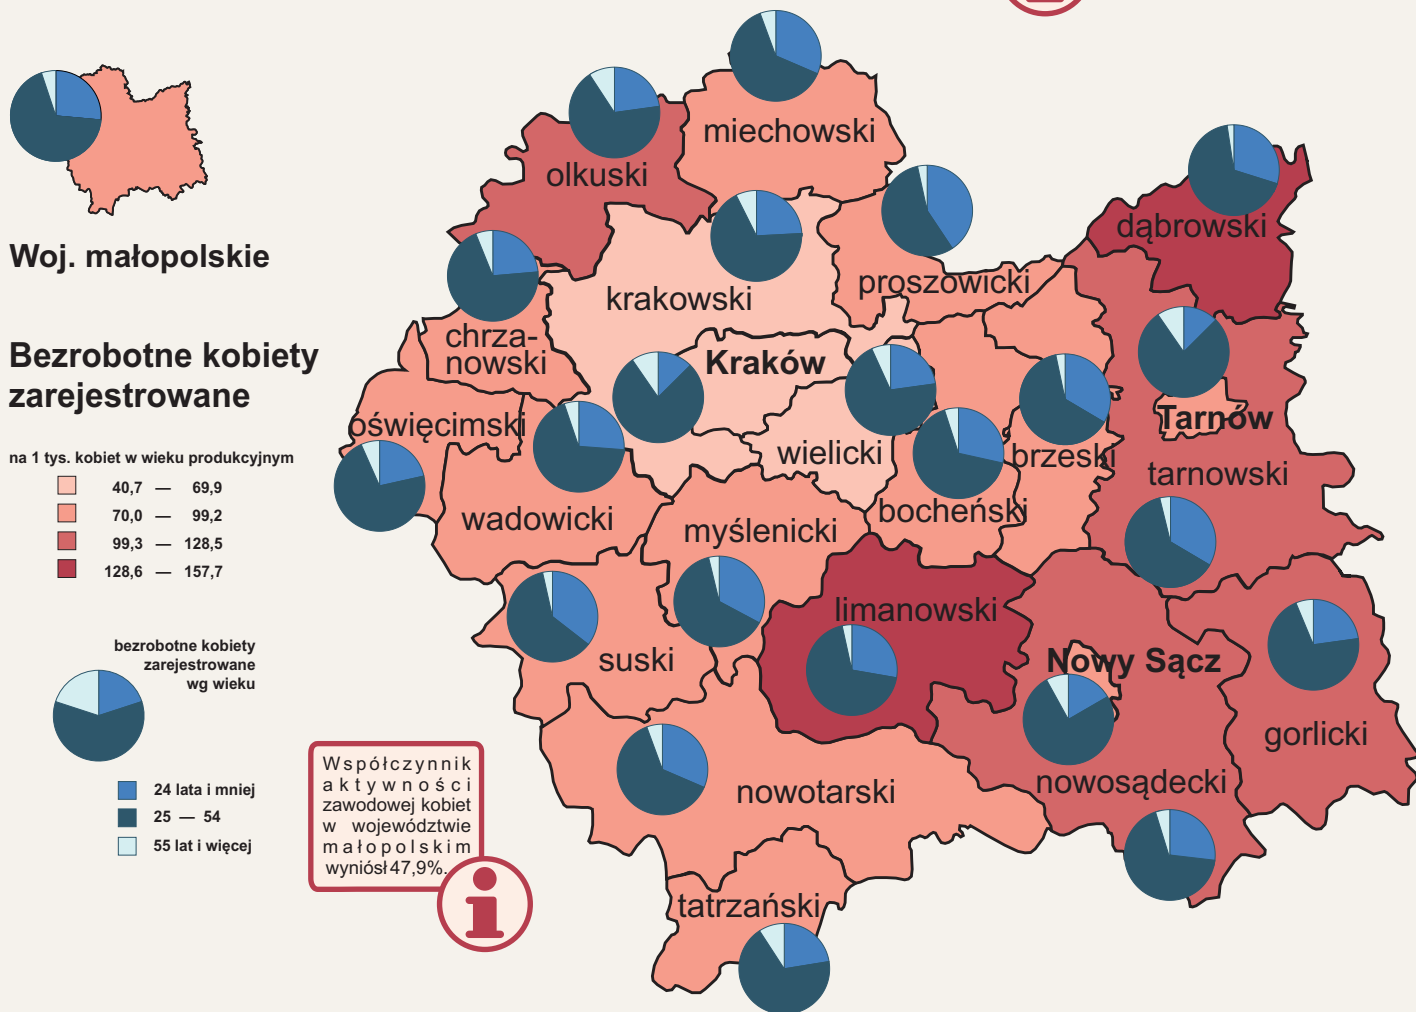 Woj. małopolskie
Bezrobotne kobiety
zarejestrowane
na 1 tys. kobiet w wieku produkcyjnym
40,7 — 69,9
70,0 — 99,2
99,3 — 128,5
128,6 — 157,7
bezrobotne kobiety
zarejestrowane
wg wieku
24 lata i mniej
25 — 54
55 lat i więcej
Współczynnik
aktywności
zawodowej kobiet
w województwie
małopolskim
wyniósł 47,9%.
miechowski
olkuski
dąbrowski
proszowicki
krakowski
chrza-
nowski
Kraków
Tarnów
oświęcimski
wielicki
brzeski
tarnowski
wadowicki
myślenicki
bocheński
limanowski
suski
Nowy Sącz
gorlicki
nowotarski
nowosądecki
tatrzański